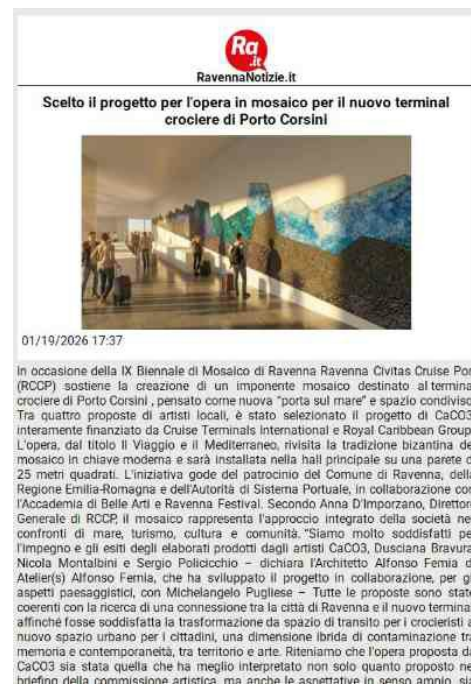 Ra
.it
RavennaNotizie.it
Scelto il progetto per l'opera in mosaico per il nuovo terminal
crociere di Porto Corsini
01/19/2026 17:37
In occasione della IX Biennale di Mosaico di Ravenna Ravenna Civitas Cruise Por
(RCCP) sostiene la creazione di un imponente mosaico destinato al termina
crociere di Porto Corsini , pensato come nuova "porta sul mare" e spazio condiviso
Tra quattro proposte di artisti locali, è stato selezionato il progetto di CaCO3
interamente finanziato da Cruise Terminals International e Royal Caribbean Group
L'opera, dal titolo Il Viaggio e il Mediterraneo, rivisita la tradizione bizantina de
mosaico in chiave moderna e sarà installata nella hall principale su una parete d
25 metri quadrati. L'iniziativa gode del patrocinio del Comune di Ravenna, della
Regione Emilia-Romagna e dell'Autorità di Sistema Portuale, in collaborazione con
l'Accademia di Belle Arti e Ravenna Festival. Secondo Anna D'Imporzano, Direttore
Generale di RCCP, il mosaico rappresenta l'approccio integrato della società nei
confronti di mare, turismo, cultura e comunità. "Siamo molto soddisfatti per
l'impegno e gli esiti degli elaborati prodotti dagli artisti CaCO3, Dusciana Bravura
Nicola Montalbini e Sergio Policicchio – dichiara l'Architetto Alfonso Femia d
Atelier(s) Alfonso Femia, che ha sviluppato il progetto in collaborazione, per gl
aspetti paesaggistici, con Michelangelo Pugliese – Tutte le proposte sono state
coerenti con la ricerca di una connessione tra la città di Ravenna e il nuovo terminal
affinché fosse soddisfatta la trasformazione da spazio di transito per i crocieristi a
nuovo spazio urbano per i cittadini, una dimensione ibrida di contaminazione tra
memoria e contemporaneità, tra territorio e arte. Riteniamo che l'opera proposta da
CaCO3 sia stata quella che ha meglio interpretato non solo quanto proposto ne
briefing della commissione artistica, ma anche le aspettative in senso ampio, sia